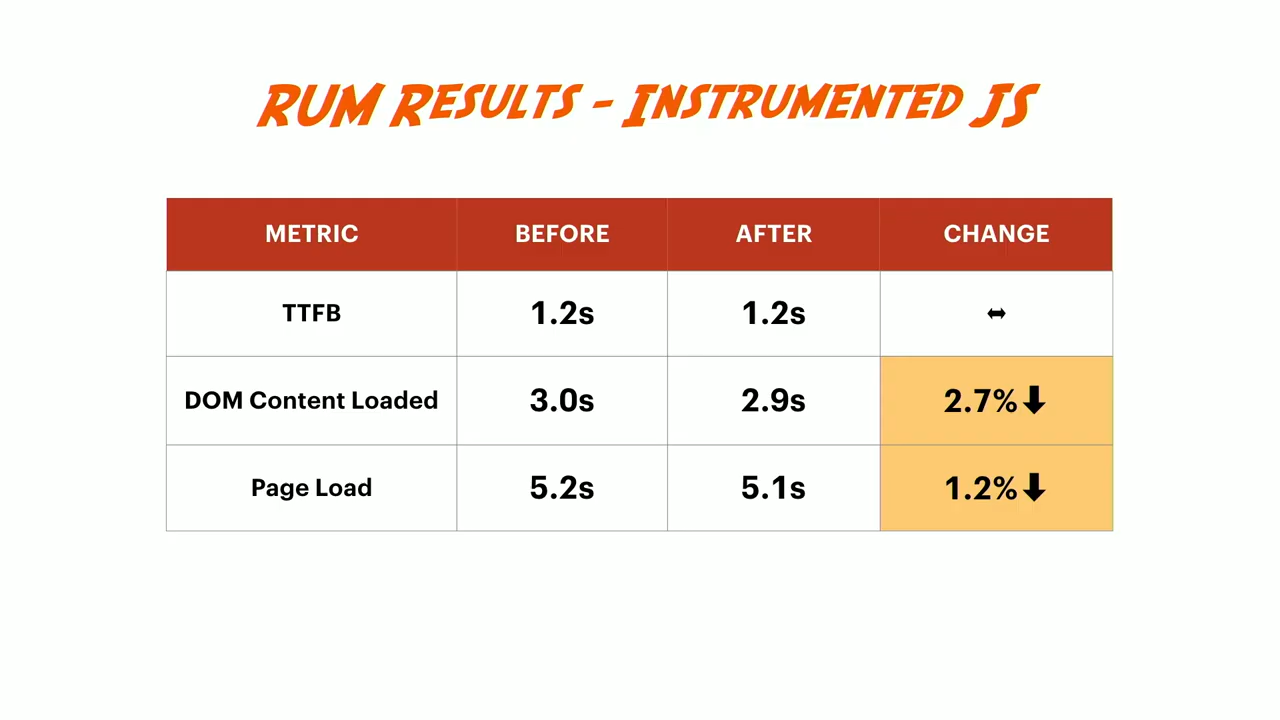 RUM Results - Instrumented JS
METRIC BEFORE AFTER CHANGE
TTFB 1.2s 1.2s ⬌
DOM Content Loaded 3.0s 2.9s 2.7%⬇
Page Load 5.2s 5.1s 1.2%⬇